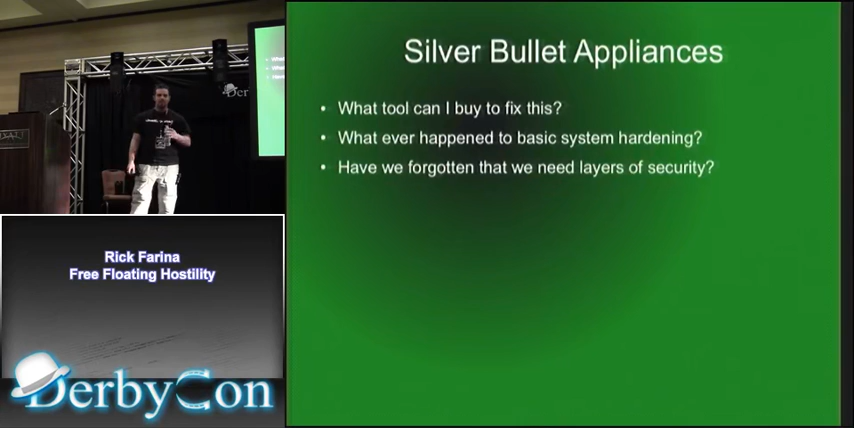 Silver Bullet Appliances
• What tool can I buy to fix this?
• What ever happened to basic system hardening?
• Have we forgotten that we need layers of security?
Rick Farina
Free Floating Hostility
DerbyCon